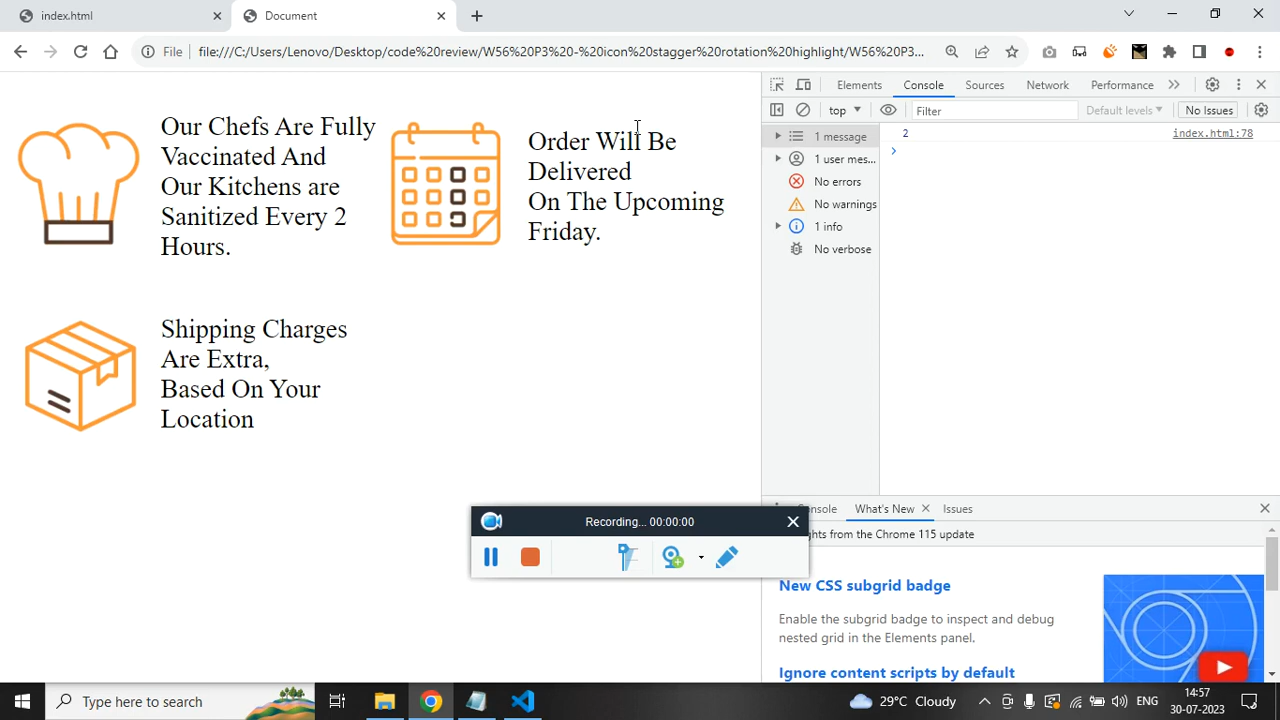 index.html
Document
File
file:///C:/Users/Lenovo/Desktop/code%20review/W56%20P3%20-%20icon%20stagger%20rotation%20highlight/W56%20P3...
Elements
Console
Sources
Network
Performance
top
Filter
Default levels
No Issues
1 message
1 user mes...
No errors
No warnings
1 info
No verbose
2
index.html:78
Our Chefs Are Fully
Vaccinated And
Our Kitchens are
Sanitized Every 2
Hours.
Order Will Be
Delivered
On The Upcoming
Friday.
Shipping Charges
Are Extra,
Based On Your
Location
Recording... 00:00:00
What's New
Issues
from the Chrome 115 update
New CSS subgrid badge
Enable the subgrid badge to inspect and debug
nested grid in the Elements panel.
Ignore content scripts by default
Type here to search
29°C Cloudy
ENG
14:57
30-07-2023